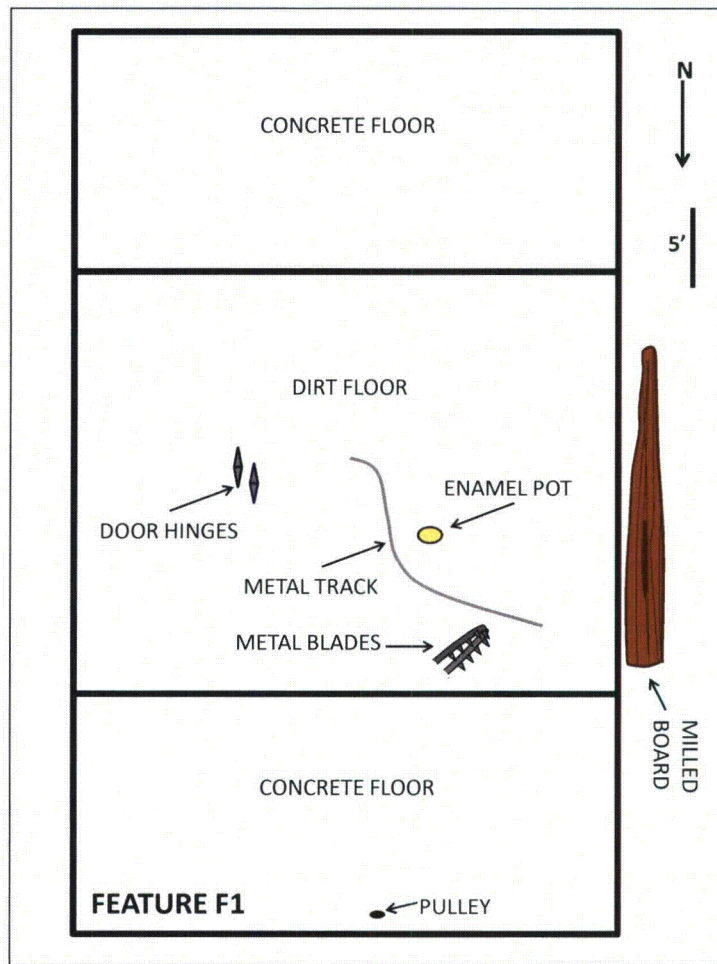 CONCRETE FLOOR
N
5'
DIRT FLOOR
DOOR HINGES
ENAMEL POT
METAL TRACK
METAL BLADES
MILLED
BOARD
CONCRETE FLOOR
FEATURE F1
PULLEY